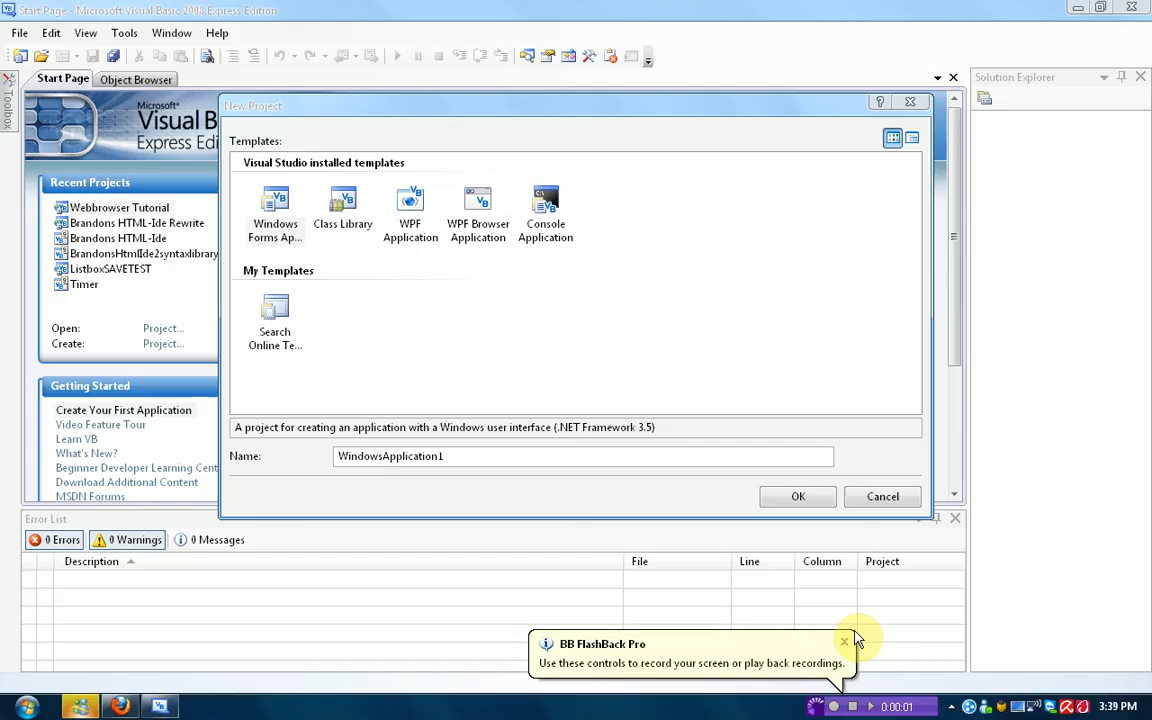 Start Page - Microsoft Visual Basic 2008 Express Edition
File Edit View Tools Window Help
Start Page Object Browser
Solution Explorer
Toolbox
Microsoft®
Visual Ba
Express Edi
New Project
Templates:
Visual Studio installed templates
Windows Forms Ap...
Class Library
WPF Application
WPF Browser Application
Console Application
My Templates
Search Online Te...
A project for creating an application with a Windows user interface (.NET Framework 3.5)
Name: WindowsApplication1
OK Cancel
Recent Projects
Webbrowser Tutorial
Brandons HTML-Ide Rewrite
Brandons HTML-Ide
BrandonsHtmlIde2syntaxlibrary
ListboxSAVETEST
Timer
Open: Project...
Create: Project...
Getting Started
Create Your First Application
Video Feature Tour
Learn VB
What's New?
Beginner Developer Learning Cent
Download Additional Content
MSDN Forums
Error List
0 Errors 0 Warnings 0 Messages
Description File Line Column Project
BB FlashBack Pro
Use these controls to record your screen or play back recordings.
0:00:01
3:39 PM